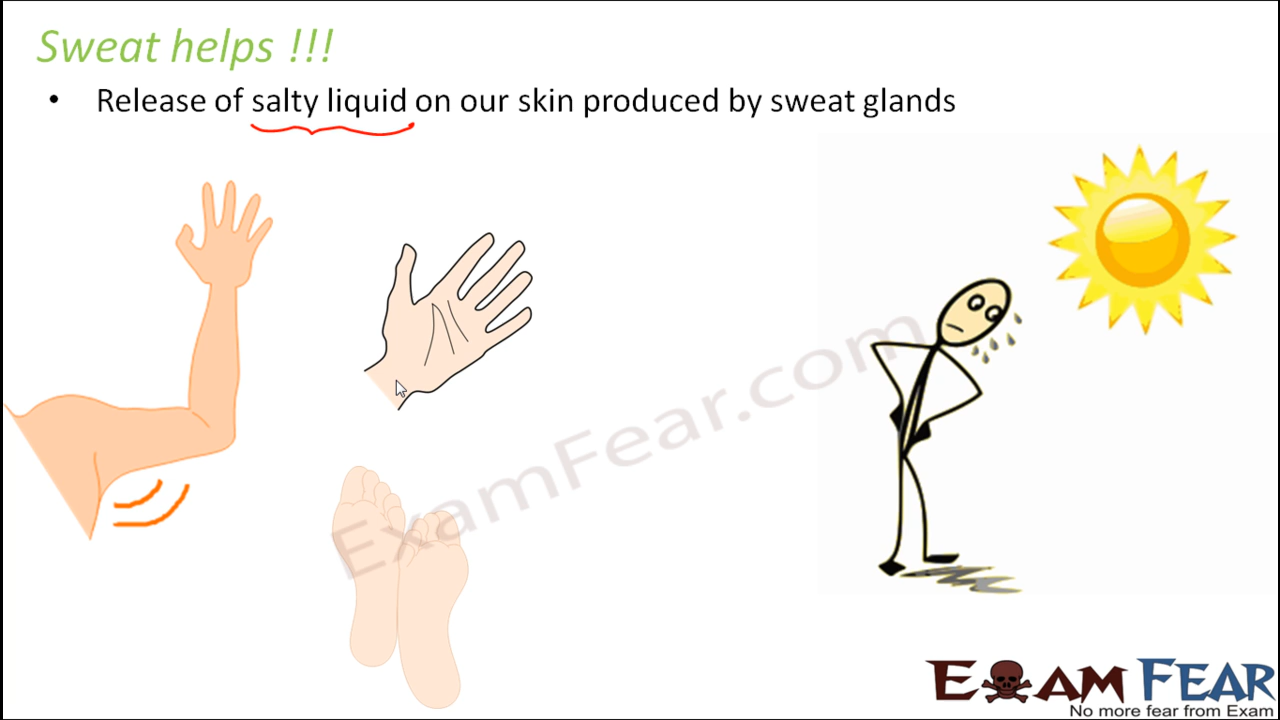 Sweat helps !!!
• Release of salty liquid on our skin produced by sweat glands
ExamFear.com
EXAM FEAR
No more fear from Exam